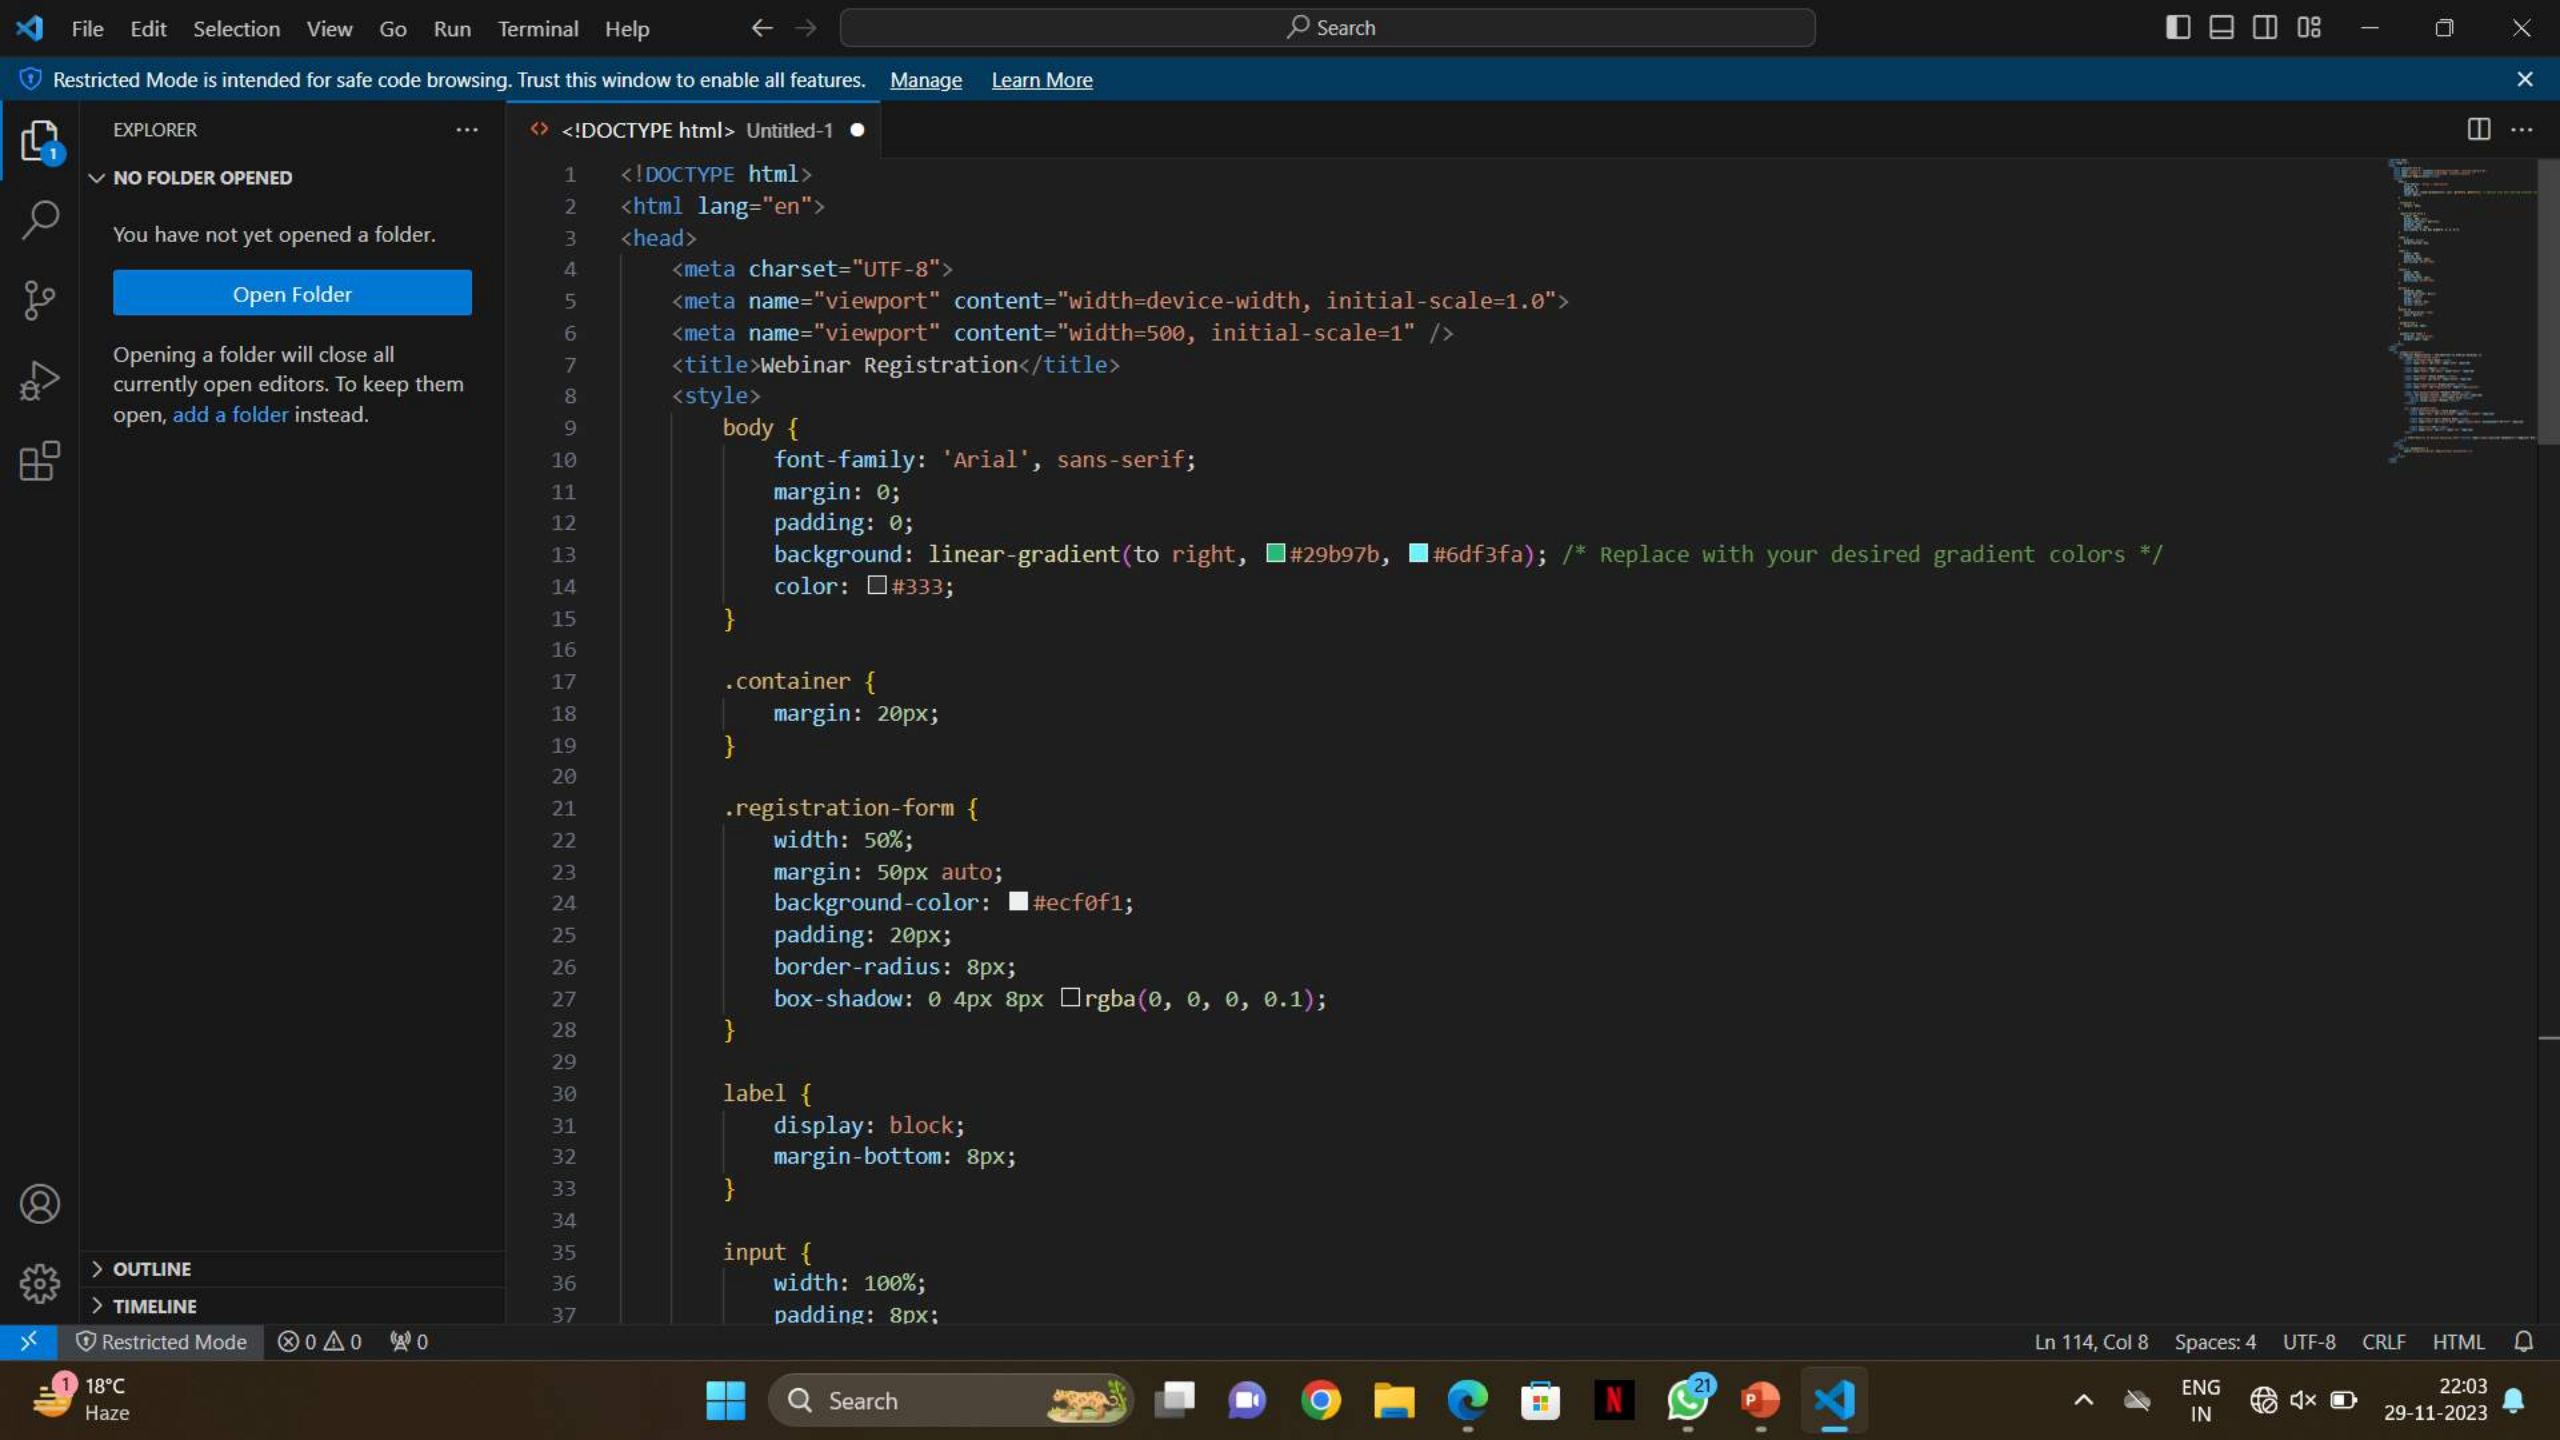 File Edit Selection View Go Run Terminal Help Search
Restricted Mode is intended for safe code browsing. Trust this window to enable all features. Manage Learn More
EXPLORER
<!DOCTYPE html> Untitled-1
1
NO FOLDER OPENED
You have not yet opened a folder.
Open Folder
Opening a folder will close all
currently open editors. To keep them
open, add a folder instead.
OUTLINE
TIMELINE
1 <!DOCTYPE html>
2 <html lang="en">
3 <head>
4 <meta charset="UTF-8">
5 <meta name="viewport" content="width=device-width, initial-scale=1.0">
6 <meta name="viewport" content="width=500, initial-scale=1" />
7 <title>Webinar Registration</title>
8 <style>
9 body {
10 font-family: 'Arial', sans-serif;
11 margin: 0;
12 padding: 0;
13 background: linear-gradient(to right, #29b97b, #6df3fa); /* Replace with your desired gradient colors */
14 color: #333;
15 }
16
17 .container {
18 margin: 20px;
19 }
20
21 .registration-form {
22 width: 50%;
23 margin: 50px auto;
24 background-color: #ecf0f1;
25 padding: 20px;
26 border-radius: 8px;
27 box-shadow: 0 4px 8px rgba(0, 0, 0, 0.1);
28 }
29
30 label {
31 display: block;
32 margin-bottom: 8px;
33 }
34
35 input {
36 width: 100%;
37 padding: 8px;
Restricted Mode 0 0 0 Ln 114, Col 8 Spaces: 4 UTF-8 CRLF HTML
1 18°C
Haze
Search
N
21
P
ENG
IN
22:03
29-11-2023